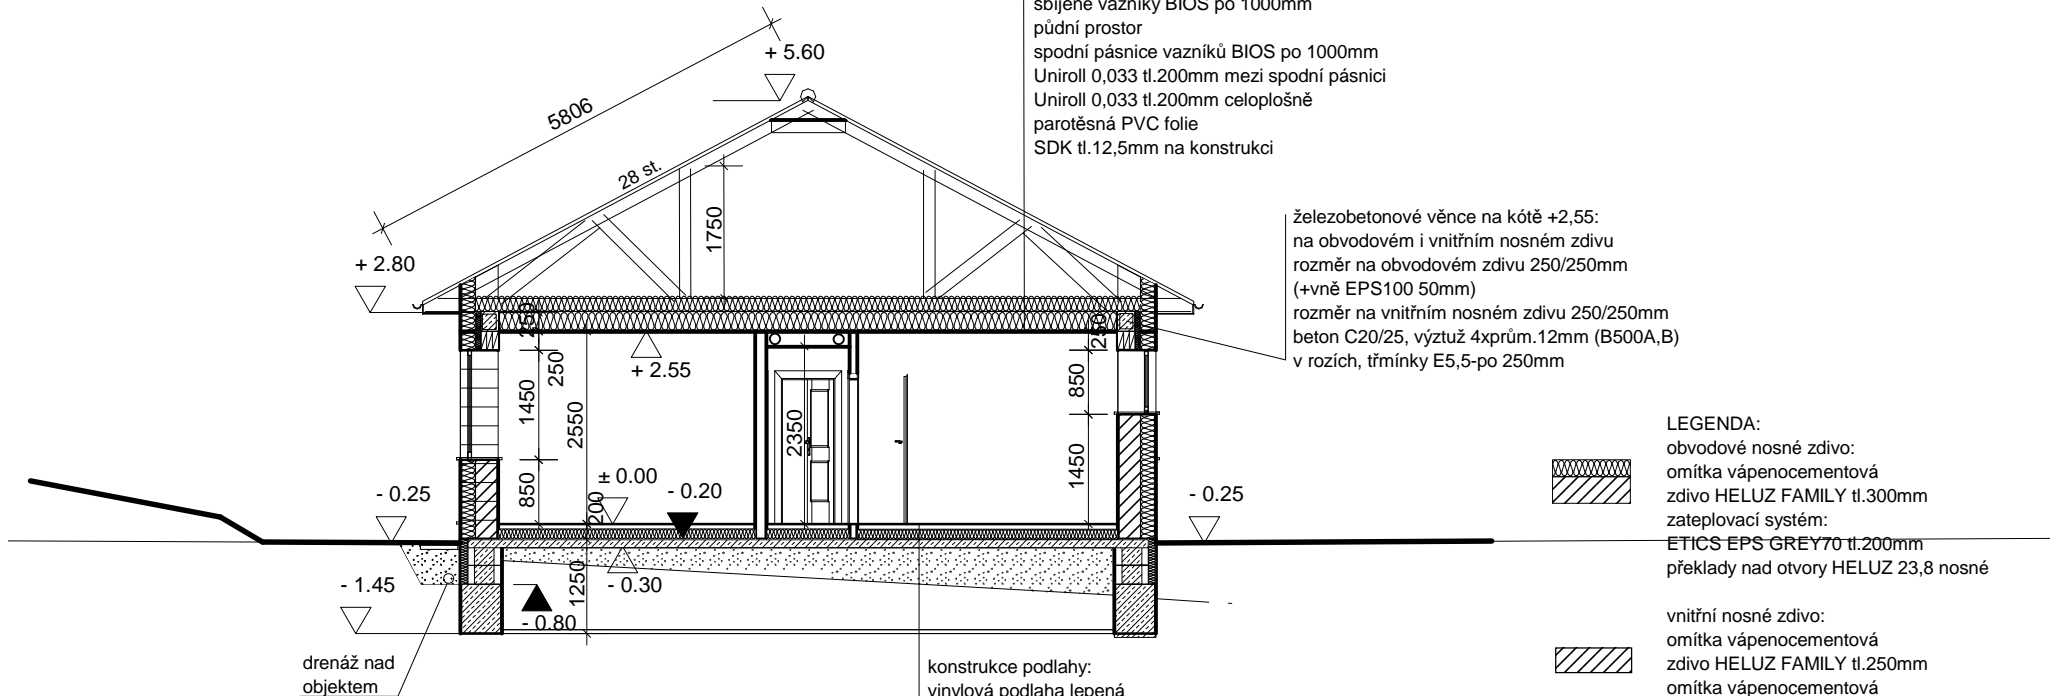 sbíjené vazníky BIOS po 1000mm
půdní prostor
spodní pásnice vazníků BIOS po 1000mm
Uniroll 0,033 tl.200mm mezi spodní pásnici
Uniroll 0,033 tl.200mm celoplošně
parotěsná PVC folie
SDK tl.12,5mm na konstrukci
+ 5.60
5806
28 st.
1750
+ 2.80
železobetonové věnce na kótě +2,55:
na obvodovém i vnitřním nosném zdivu
rozměr na obvodovém zdivu 250/250mm
(+vně EPS100 50mm)
rozměr na vnitřním nosném zdivu 250/250mm
beton C20/25, výztuž 4xprům.12mm (B500A,B)
v rozích, třmínky E5,5-po 250mm
250
250
+ 2.55
250
1450
2550
2350
850
1450
850
200
± 0.00
- 0.20
- 0.25
- 0.25
- 0.30
- 1.45
1250
- 0.80
drenáž nad
objektem
konstrukce podlahy:
vinylová podlaha lepená
LEGENDA:
obvodové nosné zdivo:
omítka vápenocementová
zdivo HELUZ FAMILY tl.300mm
zateplovací systém:
ETICS EPS GREY70 tl.200mm
překlady nad otvory HELUZ 23,8 nosné
vnitřní nosné zdivo:
omítka vápenocementová
zdivo HELUZ FAMILY tl.250mm
omítka vápenocementová